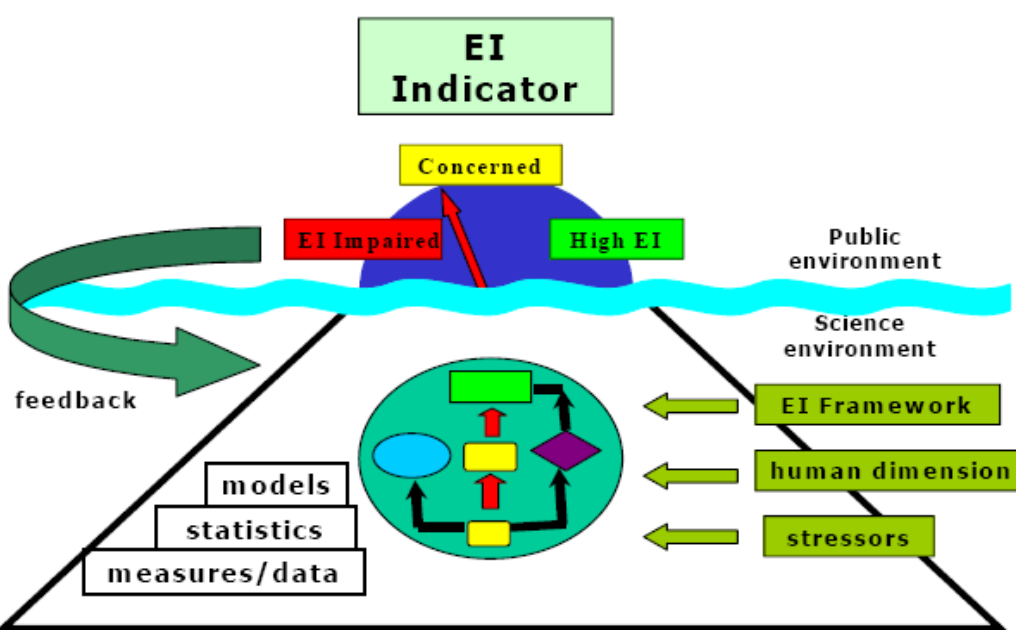 EI
Indicator
Concerned
EI Impaired
High EI
Public
environment
Science
environment
feedback
EI Framework
human dimension
stressors
models
statistics
measures/data